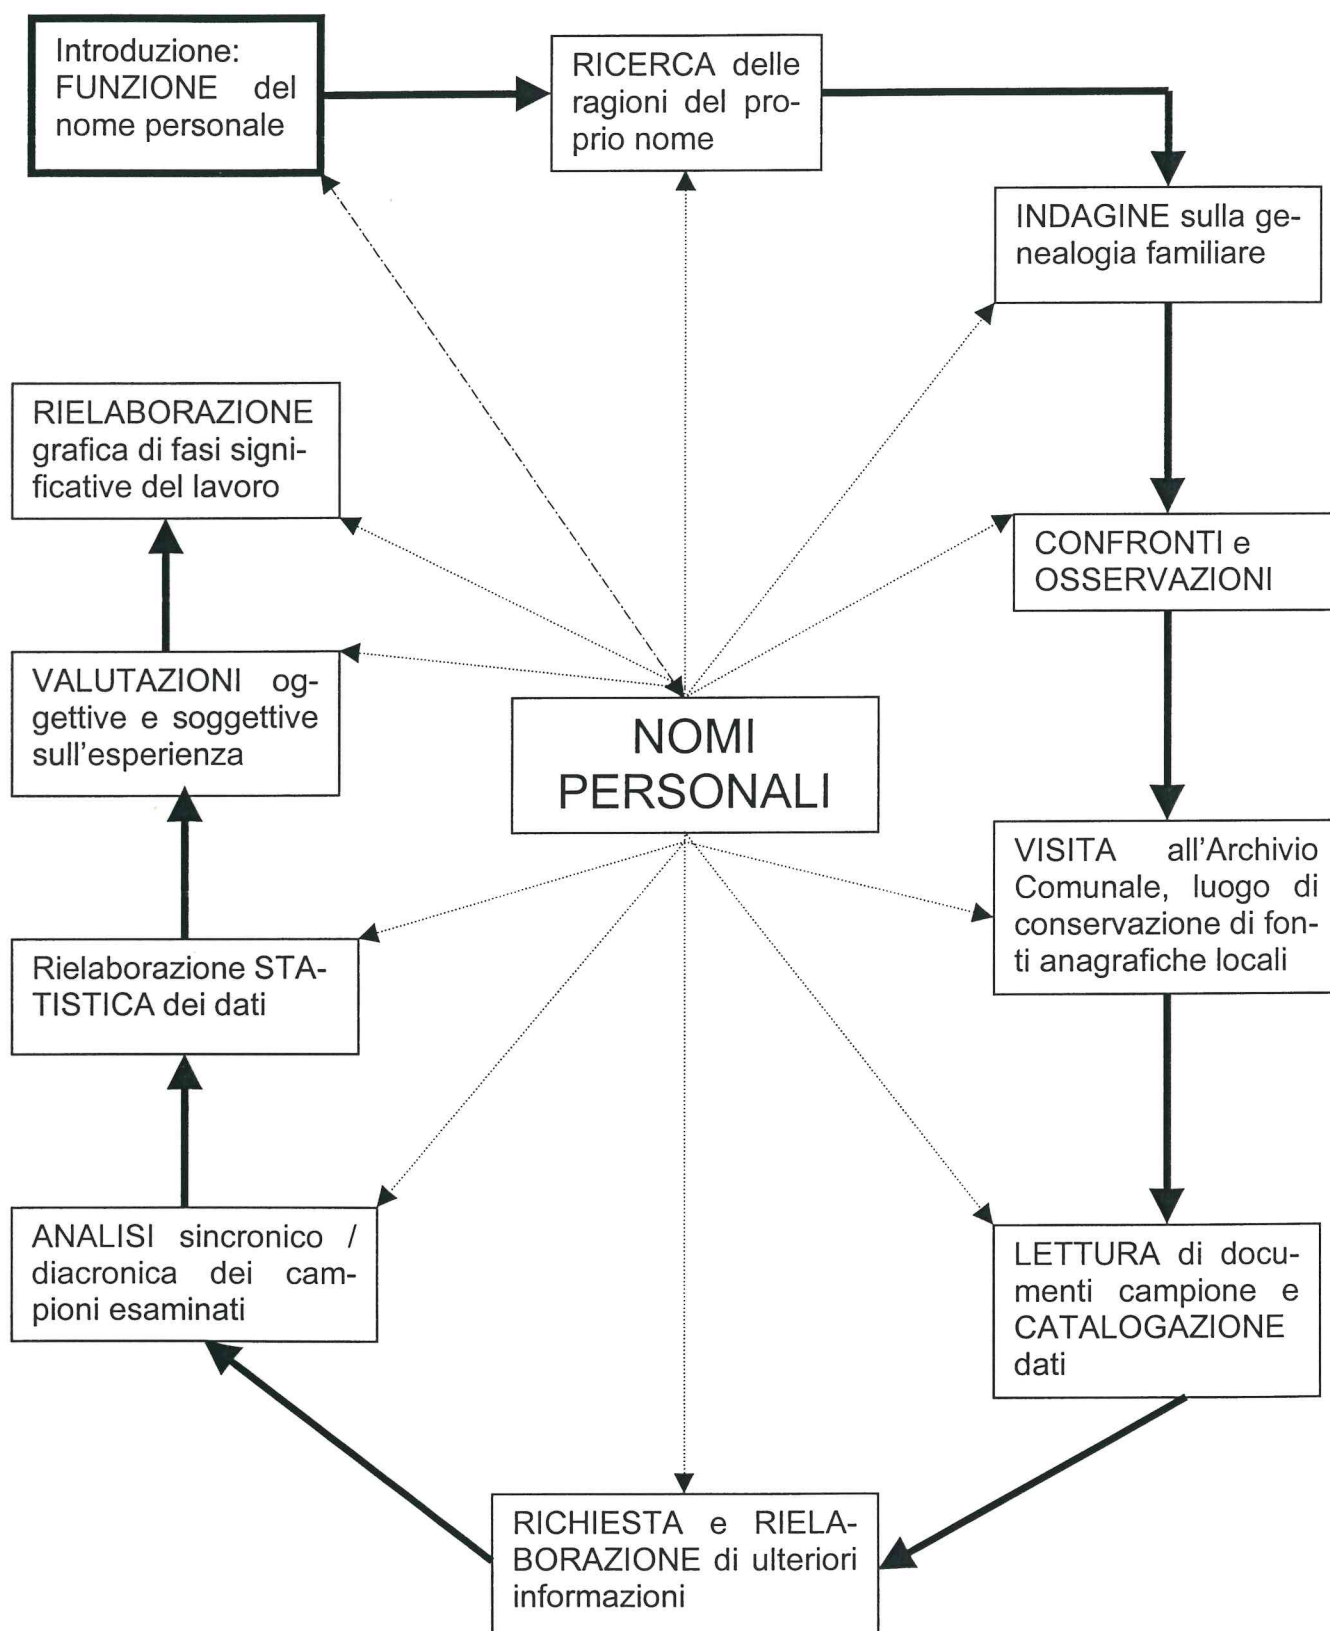 Introduzione:
FUNZIONE del
nome personale
RICERCA delle
ragioni del pro-
prio nome
INDAGINE sulla ge-
nealogia familiare
CONFRONTI e
OSSERVAZIONI
VISITA all'Archivio
Comunale, luogo di
conservazione di fon-
ti anagrafiche locali
LETTURA di docu-
menti campione e
CATALOGAZIONE
dati
RICHIESTA e RIELA-
BORAZIONE di ulteriori
informazioni
ANALISI sincronico /
diacronica dei cam-
pioni esaminati
Rielaborazione STA-
TISTICA dei dati
VALUTAZIONI og-
gettive e soggettive
sull'esperienza
RIELABORAZIONE
grafica di fasi signi-
ficative del lavoro
NOMI
PERSONALI